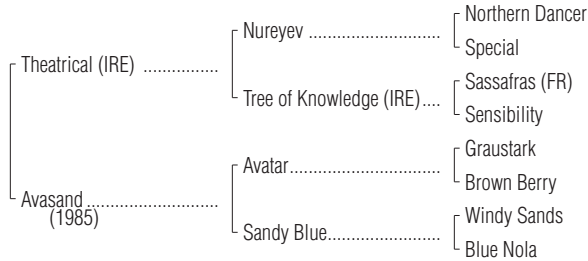 Northern Dancer
Nureyev ..................
Special
Theatrical (IRE) ...............
Sassafras (FR)
Tree of Knowledge (IRE)....
Sensibility
Graustark
Avatar.....................
Brown Berry
Avasand..........................
(1985)
Windy Sands
Sandy Blue...............
Blue Nola